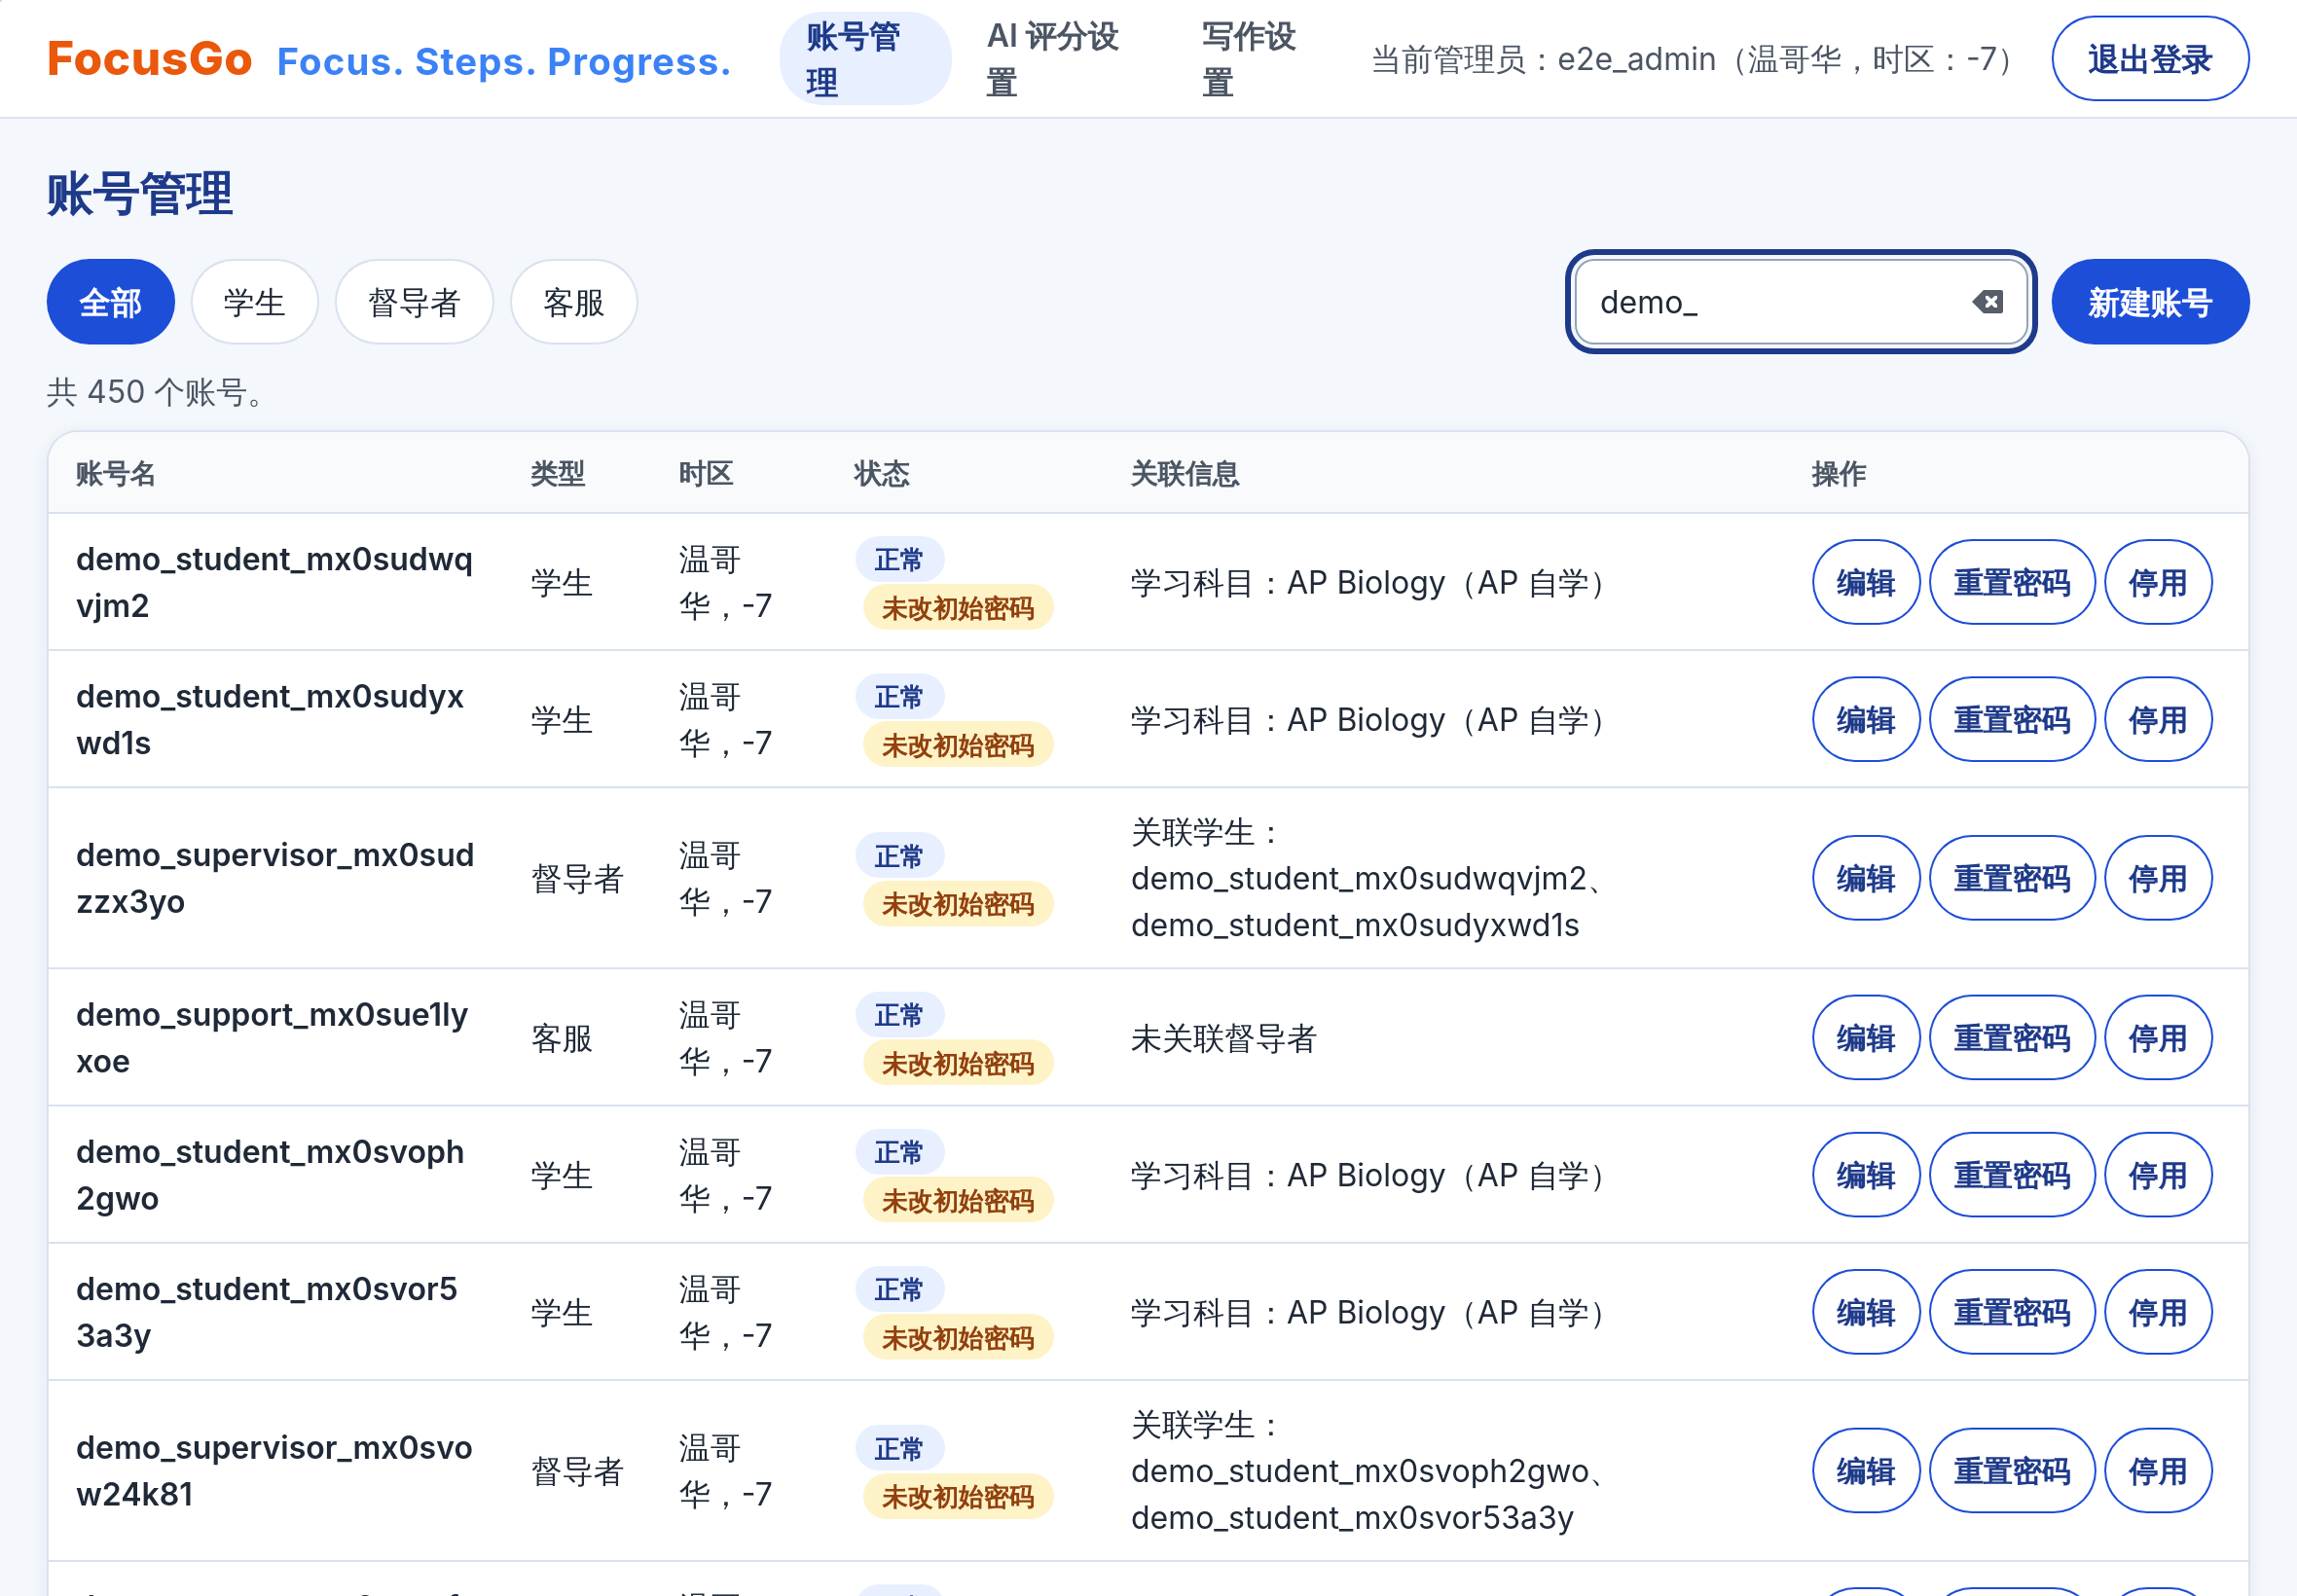 FocusGo Focus. Steps. Progress.
账号管
理
AI 评分设
置
写作设
置
当前管理员：e2e_admin（温哥华，时区：-7）
退出登录
账号管理
全部 学生 督导者 客服
demo_
新建账号
共 450 个账号。
账号名 类型 时区 状态 关联信息 操作
demo_student_mx0sudwq
vjm2
学生
温哥
华，-7
正常
未改初始密码
学习科目：AP Biology（AP 自学）
编辑 重置密码 停用
demo_student_mx0sudyx
wd1s
学生
温哥
华，-7
正常
未改初始密码
学习科目：AP Biology（AP 自学）
编辑 重置密码 停用
demo_supervisor_mx0sud
zzx3yo
督导者
温哥
华，-7
正常
未改初始密码
关联学生：
demo_student_mx0sudwqvjm2、
demo_student_mx0sudyxwd1s
编辑 重置密码 停用
demo_support_mx0sue1ly
xoe
客服
温哥
华，-7
正常
未改初始密码
未关联督导者
编辑 重置密码 停用
demo_student_mx0svoph
2gwo
学生
温哥
华，-7
正常
未改初始密码
学习科目：AP Biology（AP 自学）
编辑 重置密码 停用
demo_student_mx0svor5
3a3y
学生
温哥
华，-7
正常
未改初始密码
学习科目：AP Biology（AP 自学）
编辑 重置密码 停用
demo_supervisor_mx0svo
w24k81
督导者
温哥
华，-7
正常
未改初始密码
关联学生：
demo_student_mx0svoph2gwo、
demo_student_mx0svor53a3y
编辑 重置密码 停用